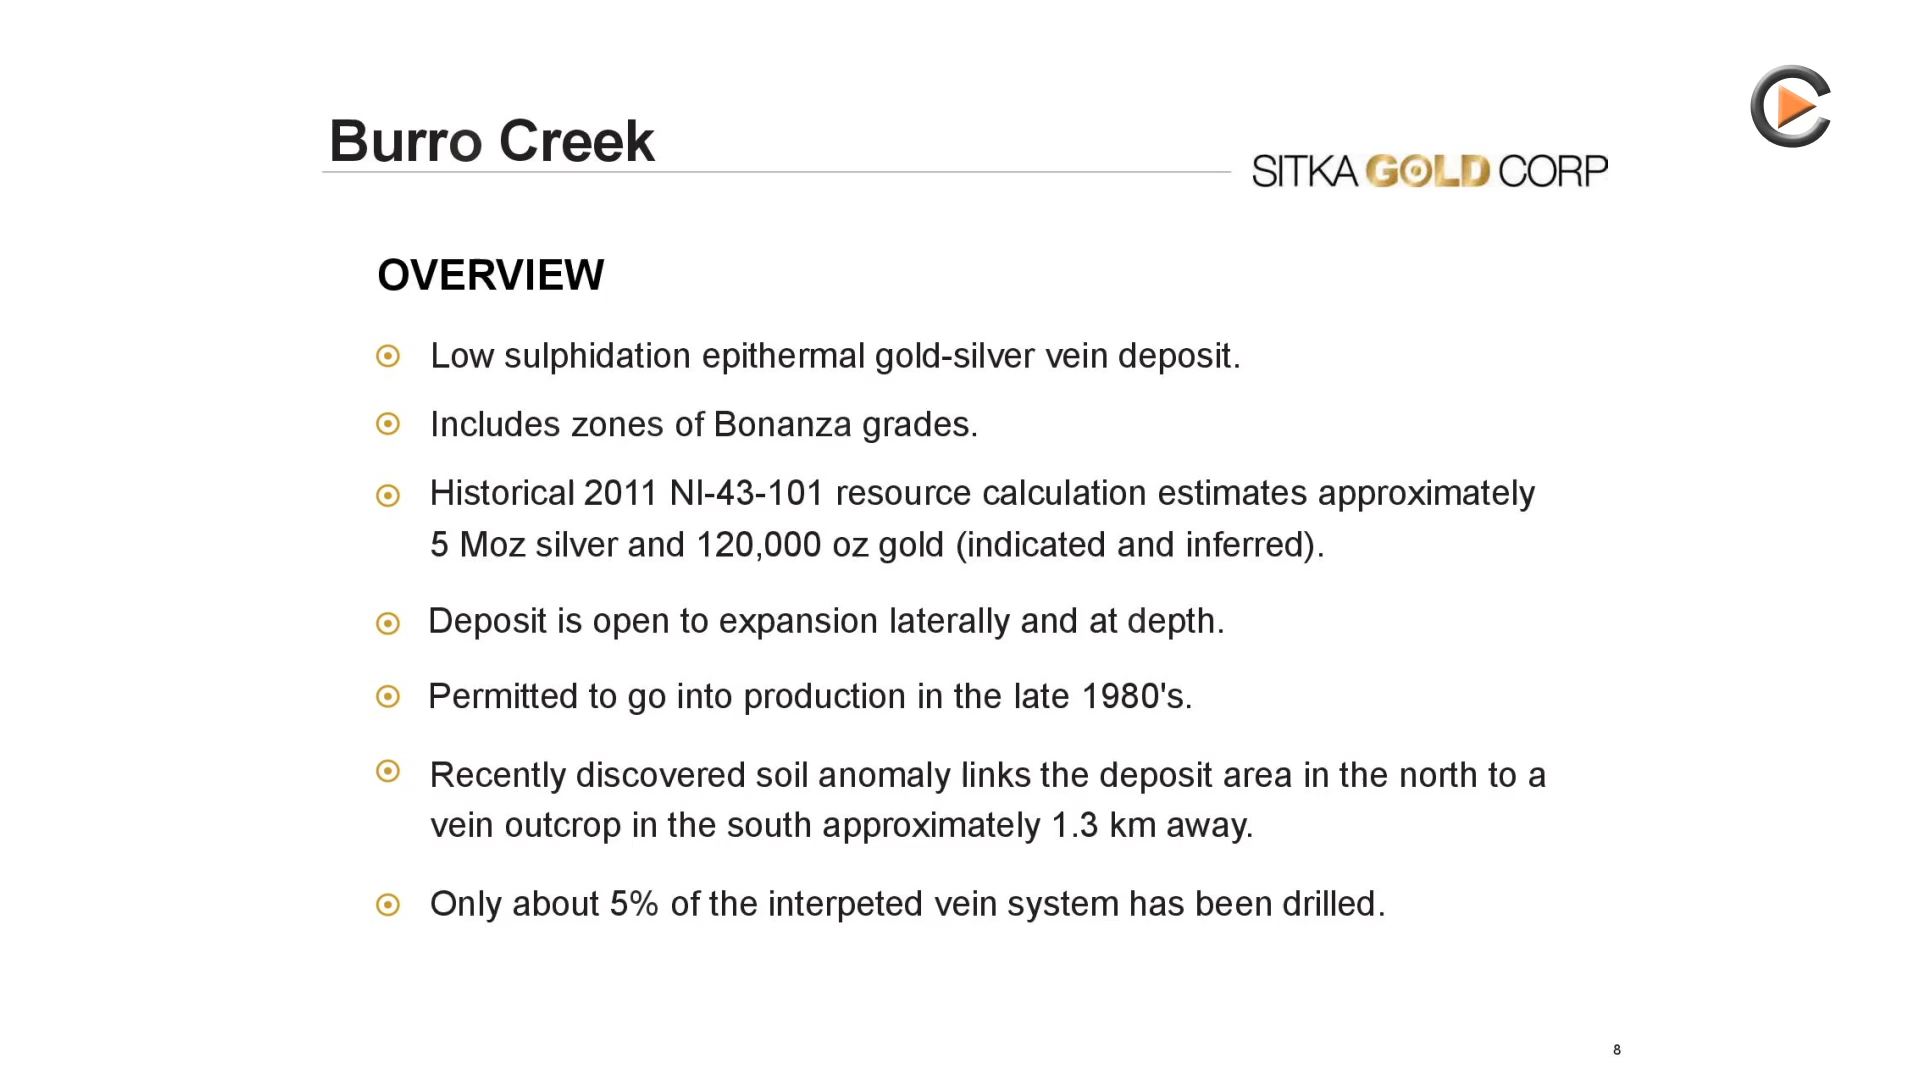 Burro Creek
SITKA GOLD CORP
OVERVIEW
Low sulphidation epithermal gold-silver vein deposit.
Includes zones of Bonanza grades.
Historical 2011 NI-43-101 resource calculation estimates approximately
5 Moz silver and 120,000 oz gold (indicated and inferred).
Deposit is open to expansion laterally and at depth.
Permitted to go into production in the late 1980's.
Recently discovered soil anomaly links the deposit area in the north to a
vein outcrop in the south approximately 1.3 km away.
Only about 5% of the interpeted vein system has been drilled.
8